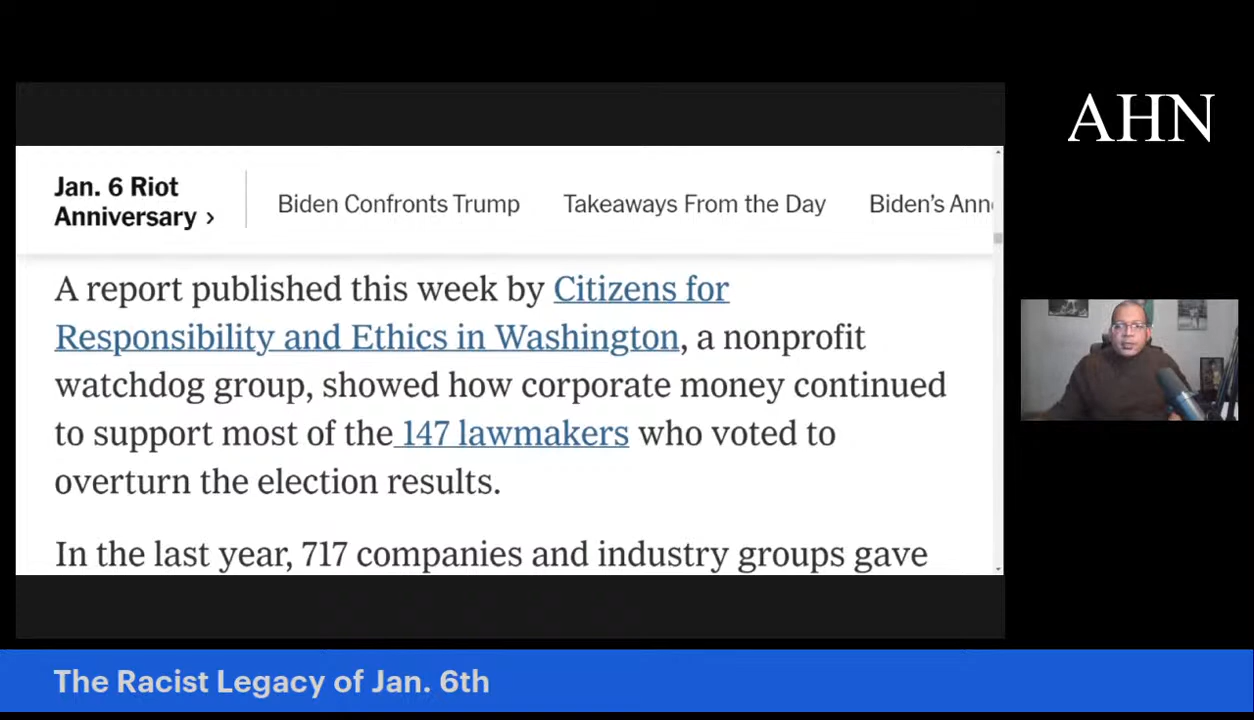 AHN
Jan. 6 Riot
Anniversary ›
Biden Confronts Trump
Takeaways From the Day
Biden's Ann
A report published this week by Citizens for
Responsibility and Ethics in Washington, a nonprofit
watchdog group, showed how corporate money continued
to support most of the 147 lawmakers who voted to
overturn the election results.
In the last year, 717 companies and industry groups gave
The Racist Legacy of Jan. 6th